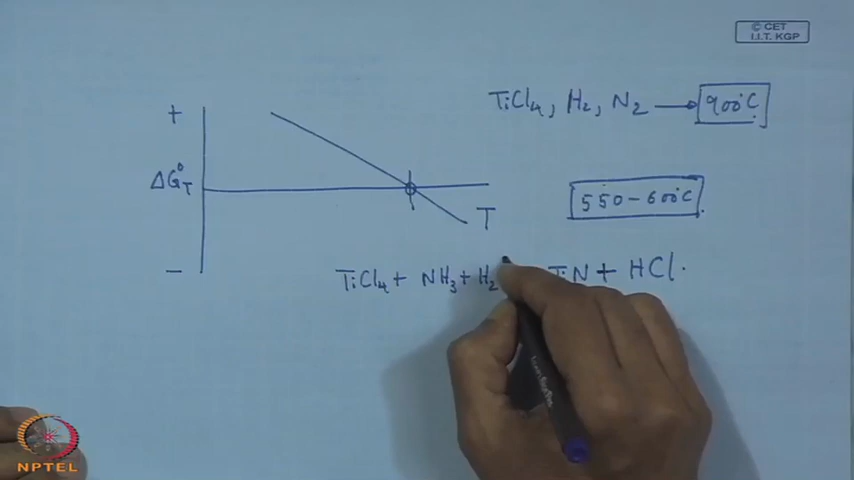 © CET
I.I.T. KGP
TiCl₄, H₂, N₂ → 900°C
+
ΔG°T
550-600°C
T
−
TiCl₄ + NH₃ + H₂ TiN + HCl.
NPTEL